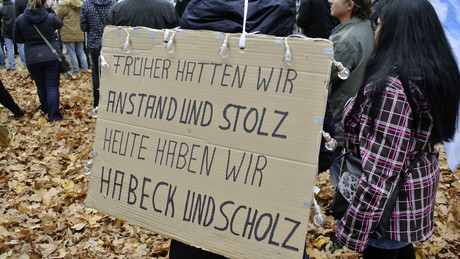 FRÜHER HATTEN WIR
ANSTAND UND STOLZ
HEUTE HABEN WIR
HABECK UND SCHOLZ